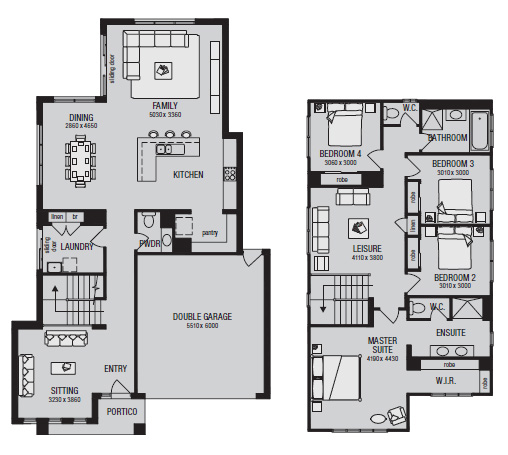 sliding door
FAMILY
5030 x 3360
DINING
2860 x 4650
KITCHEN
linen
br
PWDR
pantry
sliding door
LAUNDRY
DOUBLE GARAGE
5510 x 6000
ENTRY
SITTING
3230 x 3860
PORTICO
W.C.
BATHROOM
BEDROOM 4
3060 x 3000
robe
BEDROOM 3
3010 x 3000
robe
linen
LEISURE
4110 x 3800
robe
BEDROOM 2
3010 x 3000
W.C.
ENSUITE
MASTER
SUITE
4190 x 4430
robe
W.I.R.
robe